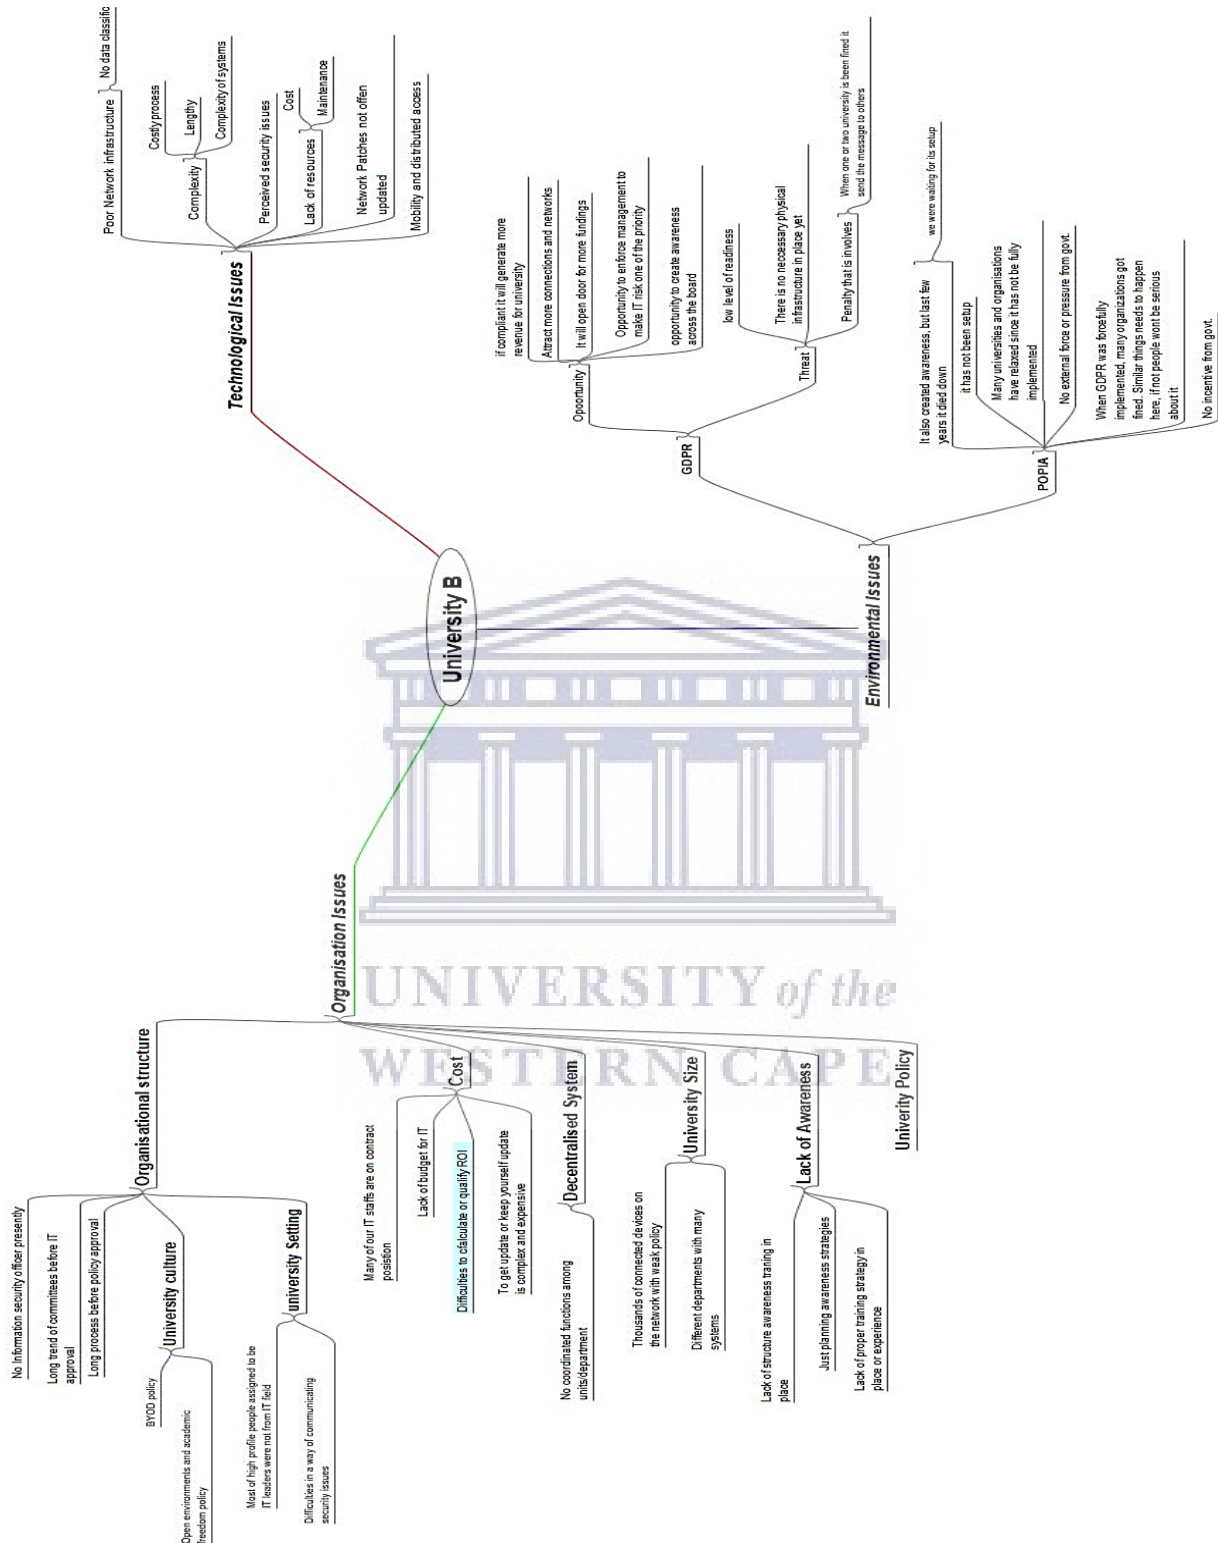 University B
Technological Issues
Poor Network infrastructure
No data classific
Complexity
Costly process
Lengthy
Complexity of systems
Perceived security issues
Lack of resources
Cost
Maintenance
Network Patches not offen
updated
Mobility and distributed access
Environmental Issues
GDPR
Opoortunity
if compliant it will generate more
revenue for university
Attract more connections and networks
It will open door for more fundings
Opportunity to enforce management to
make IT risk one of the priority
opportunity to create awareness
across the board
Threat
low level of readiness
There is no neccessary physical
infrastructure in place yet
Penalty that is involves
When one or two university is been fined it
send the message to others
POPIA
It also created awareness, but last few
years it died down
we were waiting for its setup
it has not been setup
Many universities and organisations
have relaxed since it has not be fully
implemented
No external force or pressure from govt.
When GDPR was forcefully
implemented, many organizations got
fined. Similar things needs to happen
here, if not people wont be serious
about it
No incentive from govt.
Organisation Issues
Organisational structure
No Information security officer presently
Long trend of committees before IT
approval
Long process before policy approval
University culture
BYOD policy
Open environments and academic
freedom policy
university Setting
Most of high profile people assigned to be
IT leaders were not from IT field
Difficulties in a way of communicating
security issues
Cost
Many of our IT staffs are on contract
posistion
Lack of budget for IT
Difficulties to clalculate or qualify ROI
To get update or keep yourself update
is complex and expensive
Decentralised System
No coordinated functions among
units/department
University Size
Thousands of connected devices on
the network with weak policy
Different departments with many
systems
Lack of Awareness
Lack of structure awareness traning in
place
Just planning awareness strategies
Lack of proper training strategy in
place or experience
Univerity Policy
UNIVERSITY of the
WESTERN CAPE